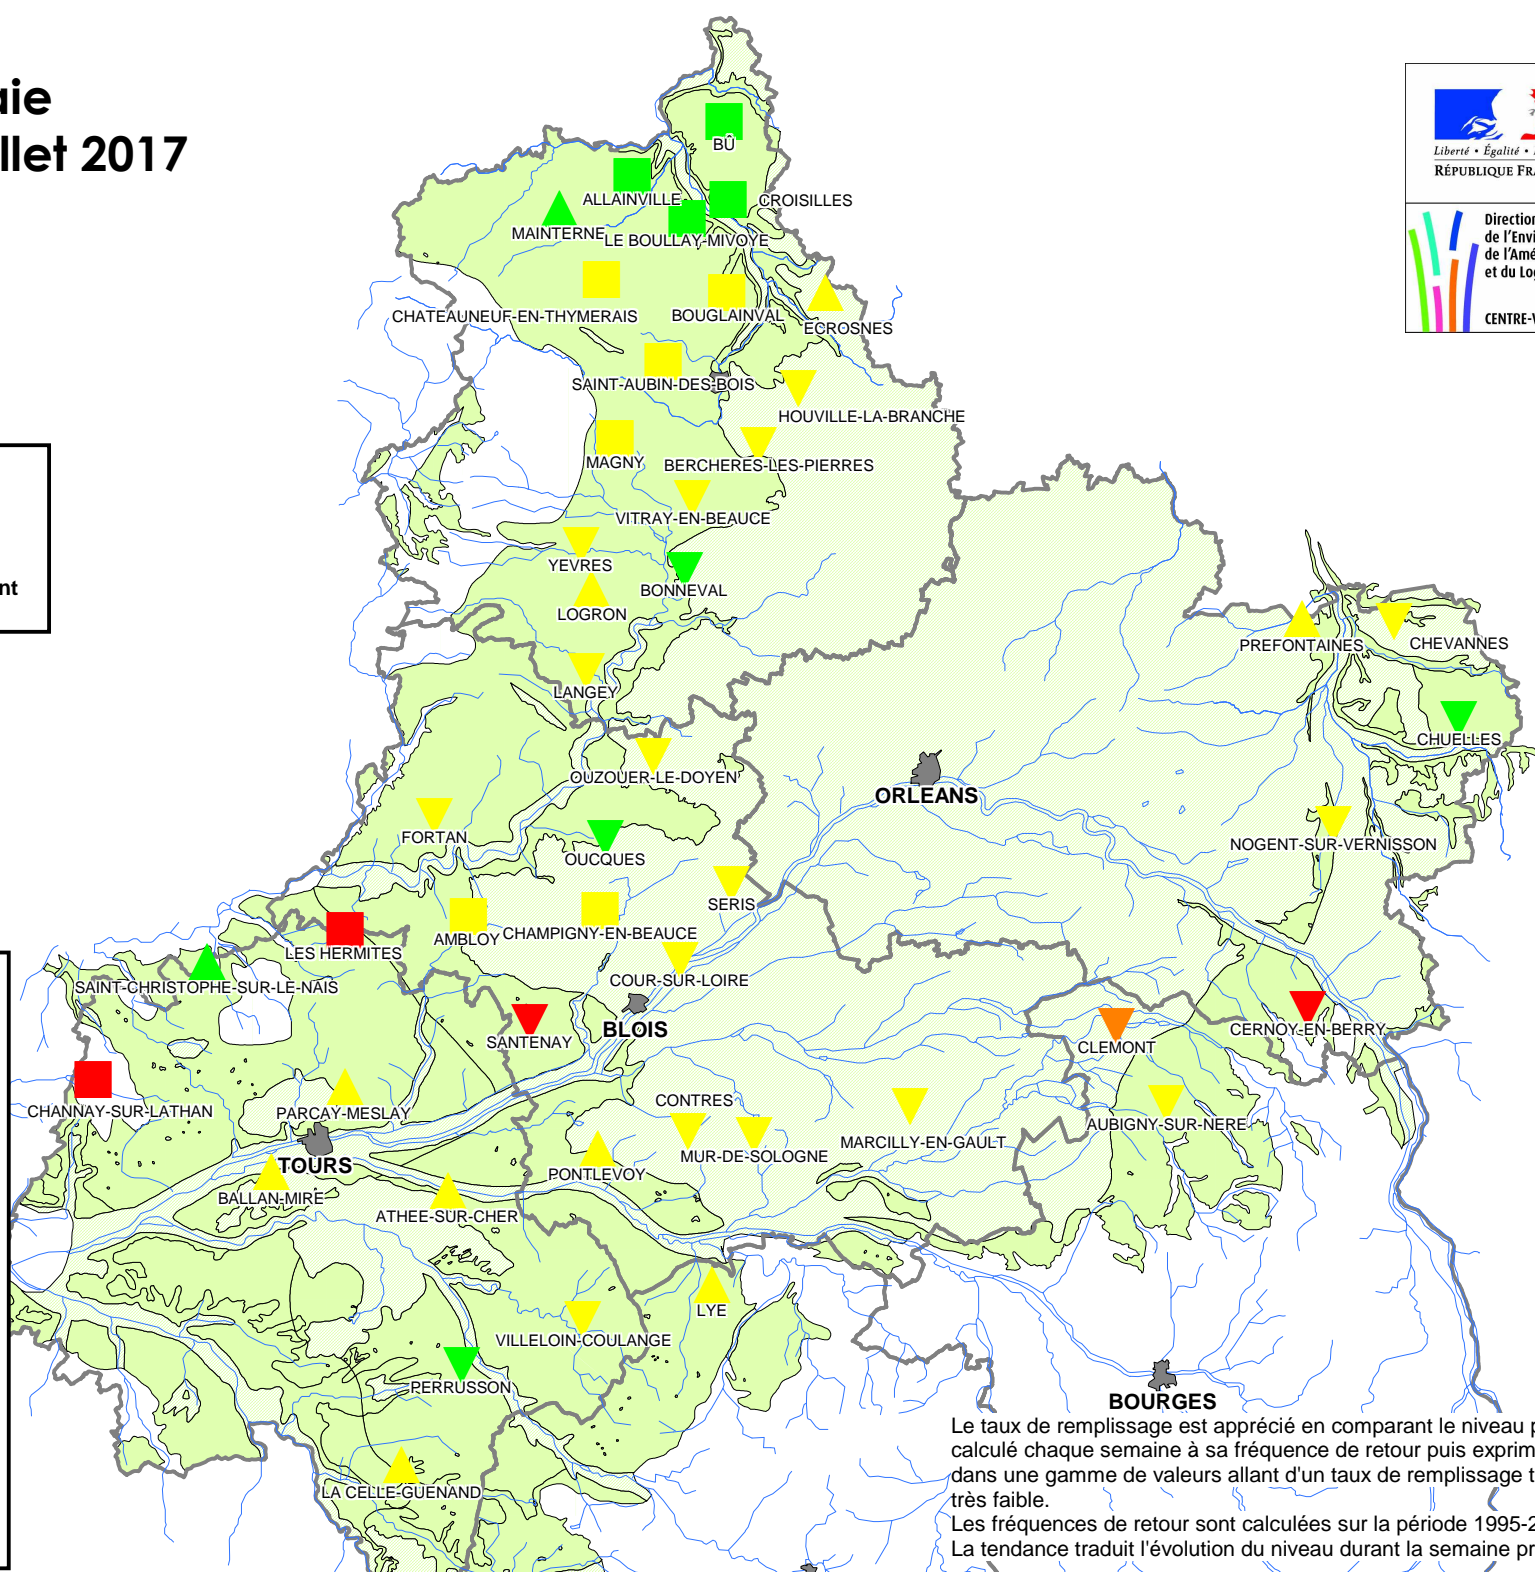 aie
illet 2017
Liberté • Égalité •
RÉPUBLIQUE FRA
Direction
de l'Envi
de l'Amé
et du Log
CENTRE-V
nt
BÛ
ALLAINVILLE
CROISILLES
MAINTERNE
LE BOULLAY-MIVOYE
CHATEAUNEUF-EN-THYMERAIS
BOUGLAINVAL
ECROSNES
SAINT-AUBIN-DES-BOIS
HOUVILLE-LA-BRANCHE
MAGNY
BERCHERES-LES-PIERRES
VITRAY-EN-BEAUCE
YEVRES
BONNEVAL
LOGRON
PREFONTAINES
CHEVANNES
LANGEY
CHUELLES
OUZOUER-LE-DOYEN
ORLEANS
FORTAN
OUCQUES
NOGENT-SUR-VERNISSON
SERIS
AMBLOY
CHAMPIGNY-EN-BEAUCE
LES HERMITES
COUR-SUR-LOIRE
SAINT-CHRISTOPHE-SUR-LE-NAIS
SANTENAY
BLOIS
CERNOY-EN-BERRY
CLEMONT
CHANNAY-SUR-LATHAN
PARCAY-MESLAY
CONTRES
AUBIGNY-SUR-NERE
MARCILLY-EN-GAULT
MUR-DE-SOLOGNE
TOURS
PONTLEVOY
BALLAN-MIRE
ATHEE-SUR-CHER
LYE
VILLELOIN-COULANGE
PERRUSSON
BOURGES
LA CELLE-GUENAND
Le taux de remplissage est apprécié en comparant le niveau p
calculé chaque semaine à sa fréquence de retour puis exprim
dans une gamme de valeurs allant d'un taux de remplissage t
très faible.
Les fréquences de retour sont calculées sur la période 1995-2
La tendance traduit l'évolution du niveau durant la semaine pr